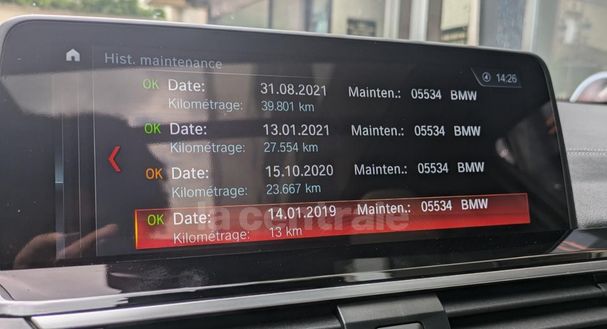 Hist. maintenance
14:26
OK Date: 31.08.2021 Mainten.: 05534 BMW
Kilométrage: 39.801 km
OK Date: 13.01.2021 Mainten.: 05534 BMW
Kilométrage: 27.554 km
OK Date: 15.10.2020 Mainten.: 05534 BMW
Kilométrage: 23.667 km
OK Date: 14.01.2019 Mainten.: 05534 BMW
la centrale
Kilométrage: 13 km